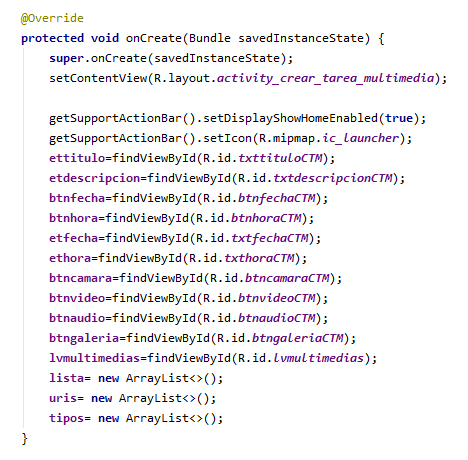 @Override
protected void onCreate(Bundle savedInstanceState) {
    super.onCreate(savedInstanceState);
    setContentView(R.layout.activity_crear_tarea_multimedia);

    getSupportActionBar().setDisplayShowHomeEnabled(true);
    getSupportActionBar().setIcon(R.mipmap.ic_launcher);
    ettitulo=findViewById(R.id.txttituloCTM);
    etdescripcion=findViewById(R.id.txtdescripcionCTM);
    btnfecha=findViewById(R.id.btnfechaCTM);
    btnhora=findViewById(R.id.btnhoraCTM);
    etfecha=findViewById(R.id.txtfechaCTM);
    ethora=findViewById(R.id.txthoraCTM);
    btncamara=findViewById(R.id.btncamaraCTM);
    btnvideo=findViewById(R.id.btnvideoCTM);
    btnaudio=findViewById(R.id.btnaudioCTM);
    btngaleria=findViewById(R.id.btngaleriaCTM);
    lvmultimedias=findViewById(R.id.lvmultimedias);
    lista= new ArrayList<>();
    uris= new ArrayList<>();
    tipos= new ArrayList<>();
}